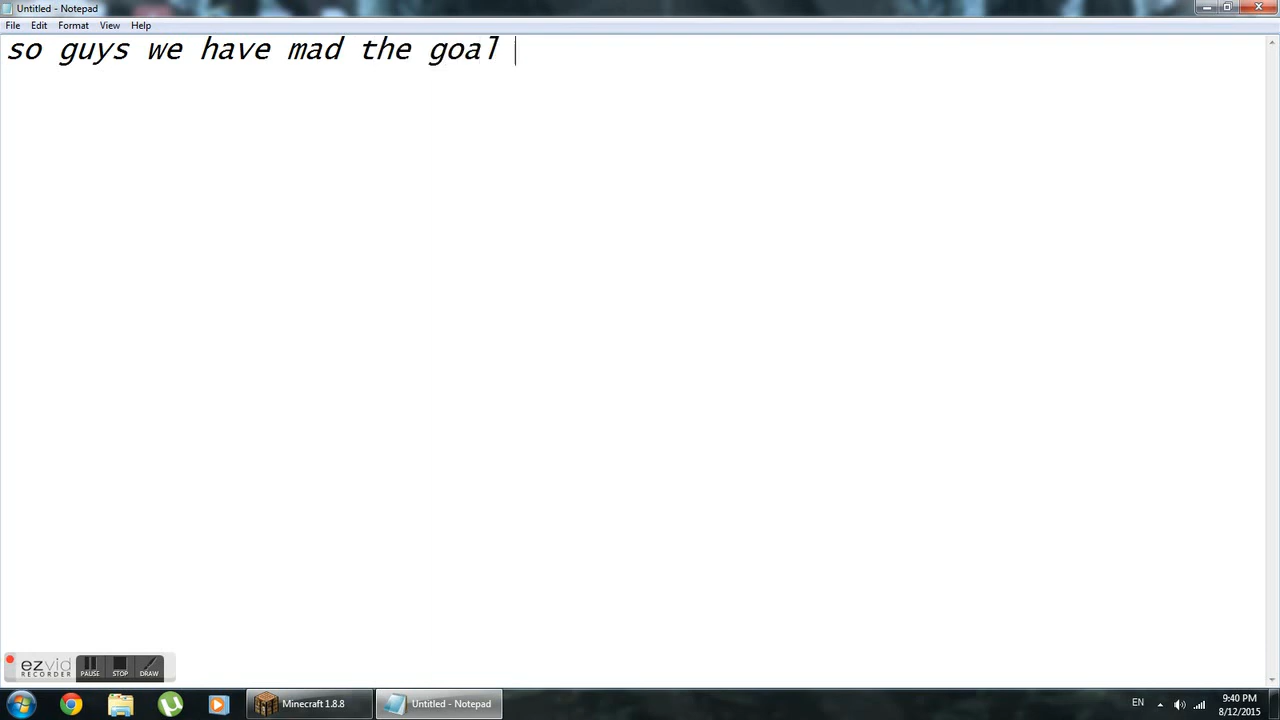 Untitled - Notepad
File Edit Format View Help
so guys we have mad the goal
ezvid
RECORDER
PAUSE STOP DRAW
Minecraft 1.8.8
Untitled - Notepad
EN
9:40 PM
8/12/2015